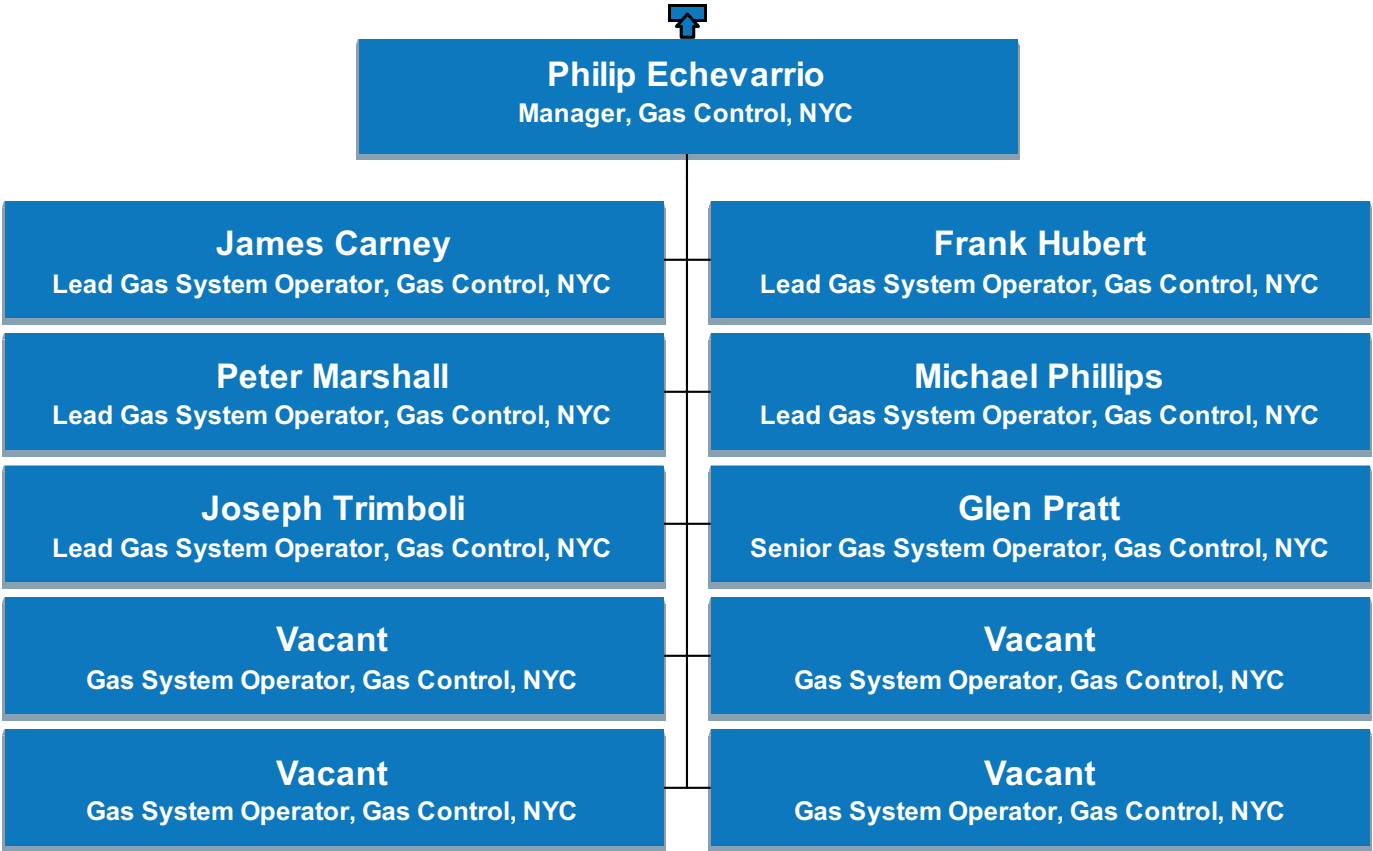 Philip Echevarrio
Manager, Gas Control, NYC
James Carney
Lead Gas System Operator, Gas Control, NYC
Frank Hubert
Lead Gas System Operator, Gas Control, NYC
Peter Marshall
Lead Gas System Operator, Gas Control, NYC
Michael Phillips
Lead Gas System Operator, Gas Control, NYC
Joseph Trimboli
Lead Gas System Operator, Gas Control, NYC
Glen Pratt
Senior Gas System Operator, Gas Control, NYC
Vacant
Gas System Operator, Gas Control, NYC
Vacant
Gas System Operator, Gas Control, NYC
Vacant
Gas System Operator, Gas Control, NYC
Vacant
Gas System Operator, Gas Control, NYC